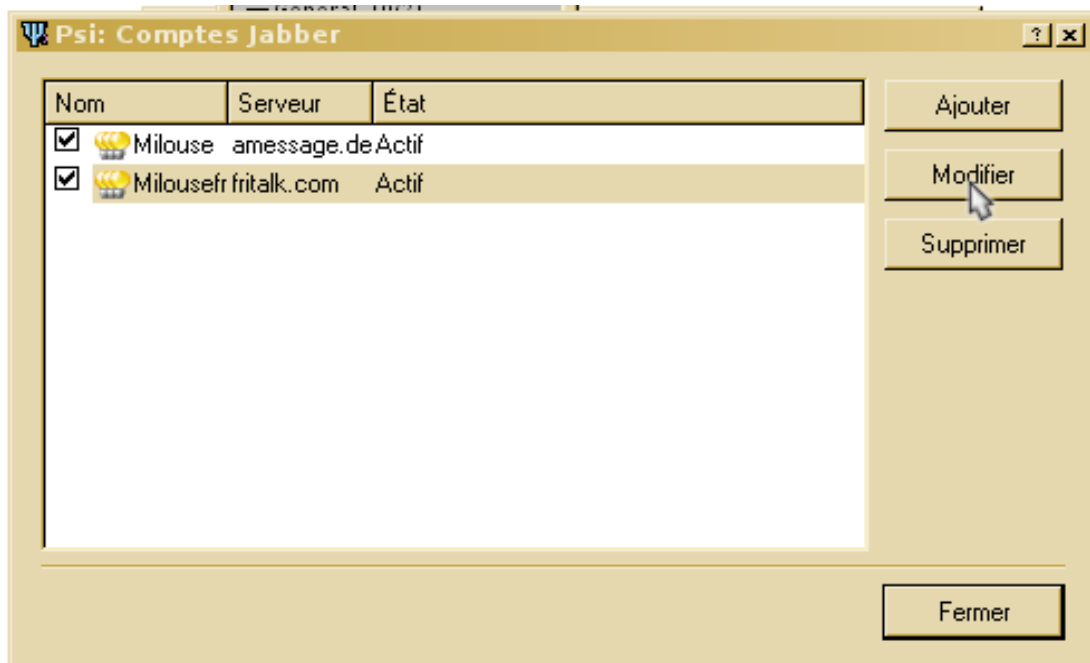 Psi: Comptes Jabber
Nom Serveur État
Milouse amessage.de Actif
Milousefr fritalk.com Actif
Ajouter
Modifier
Supprimer
Fermer